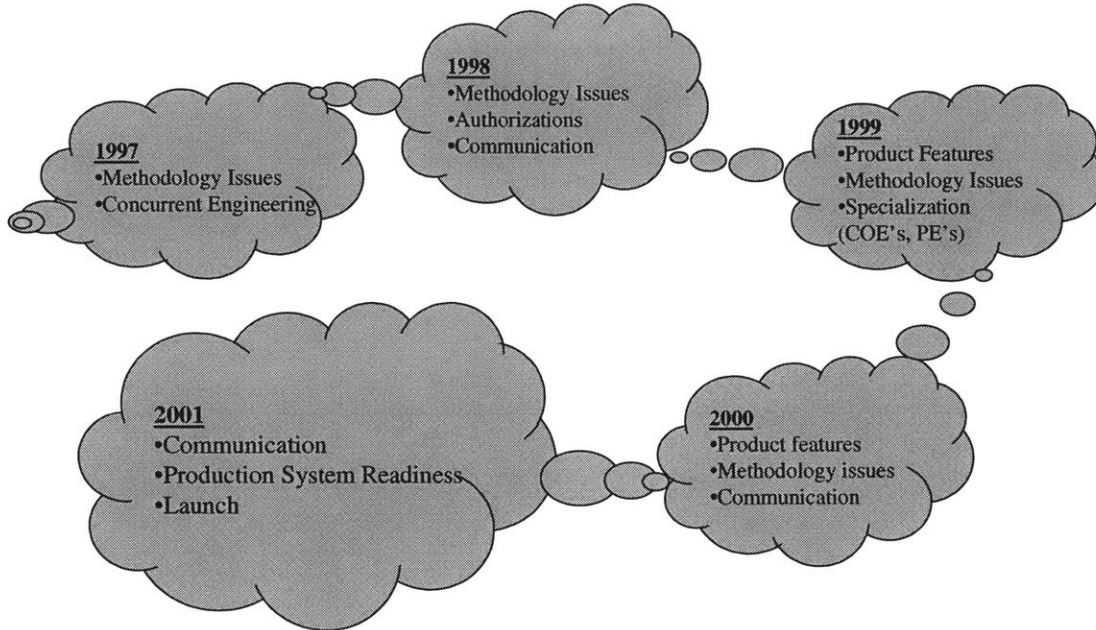 1997
•Methodology Issues
•Concurrent Engineering
1998
•Methodology Issues
•Authorizations
•Communication
1999
•Product Features
•Methodology Issues
•Specialization
(COE's, PE's)
2000
•Product features
•Methodology issues
•Communication
2001
•Communication
•Production System Readiness
•Launch